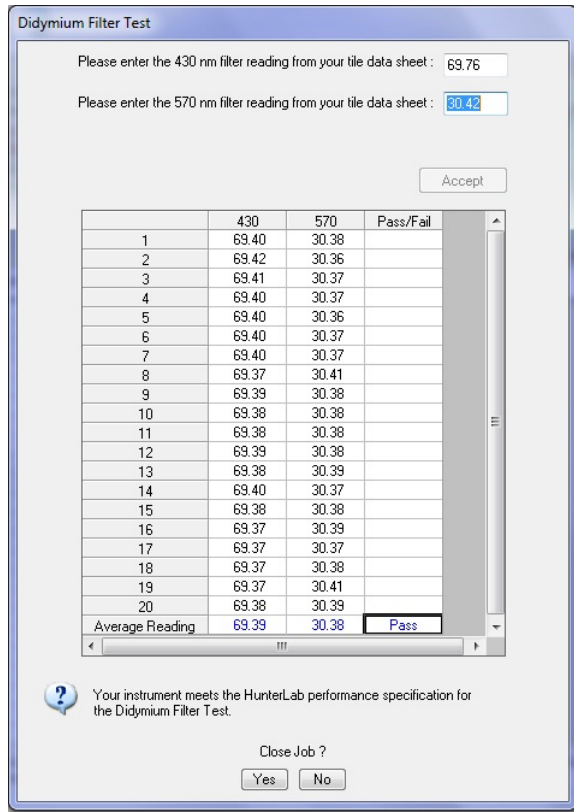 Didymium Filter Test
Please enter the 430 nm filter reading from your tile data sheet : 69.76
Please enter the 570 nm filter reading from your tile data sheet : 30.42
Accept
430 570 Pass/Fail
1 69.40 30.38
2 69.42 30.36
3 69.41 30.37
4 69.40 30.37
5 69.40 30.36
6 69.40 30.37
7 69.40 30.37
8 69.37 30.41
9 69.39 30.38
10 69.38 30.38
11 69.38 30.38
12 69.39 30.38
13 69.38 30.39
14 69.40 30.37
15 69.38 30.38
16 69.37 30.39
17 69.37 30.37
18 69.37 30.38
19 69.37 30.41
20 69.38 30.39
Average Reading 69.39 30.38 Pass
Your instrument meets the HunterLab performance specification for
the Didymium Filter Test.
Close Job ?
Yes No